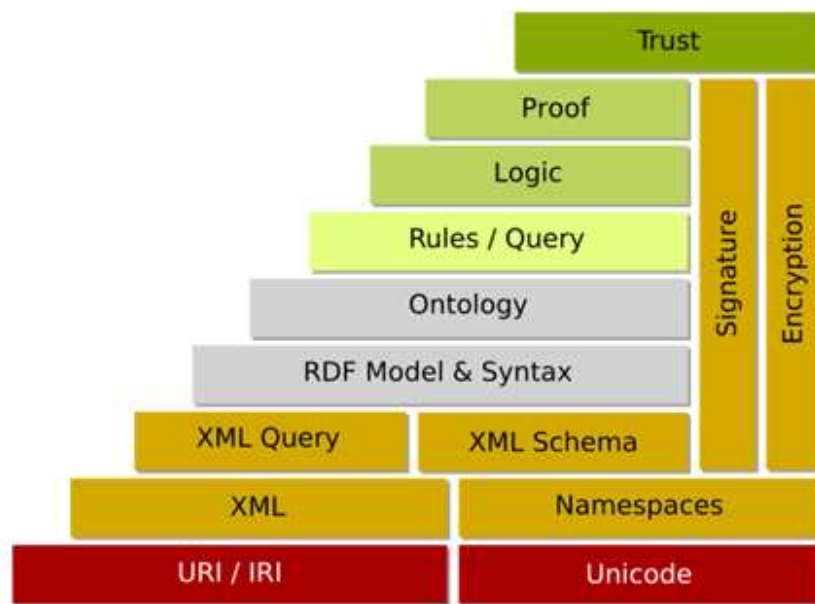 Trust
Proof
Logic
Rules / Query
Ontology
RDF Model & Syntax
XML Query
XML Schema
Signature
Encryption
XML
Namespaces
URI / IRI
Unicode